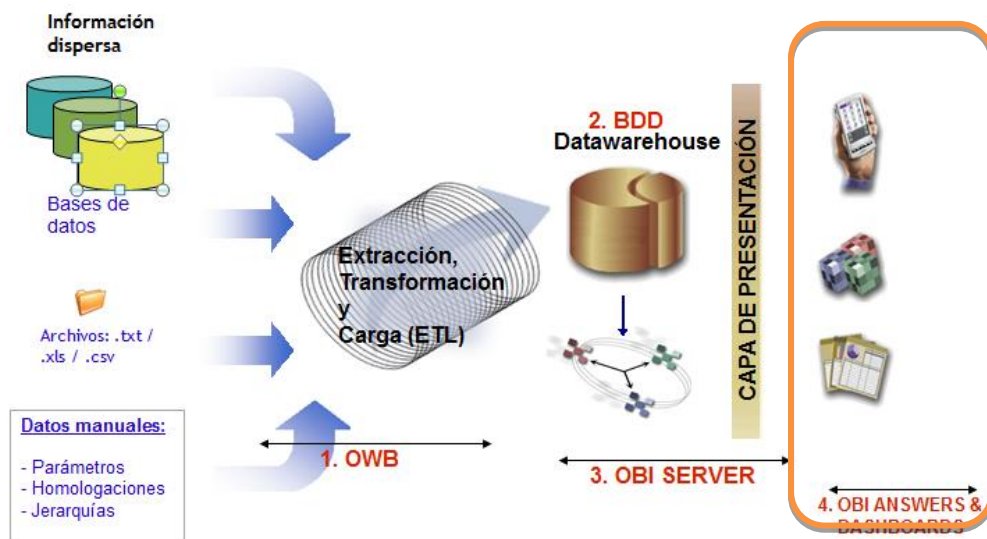 Información
dispersa
Bases de
datos
Archivos: .txt /
.xls / .csv
Datos manuales:
- Parámetros
- Homologaciones
- Jerarquías
Extracción,
Transformación
y
Carga (ETL)
1. OWB
2. BDD
Datawarehouse
3. OBI SERVER
CAPA DE PRESENTACIÓN
4. OBI ANSWERS &
DASHBOARDS